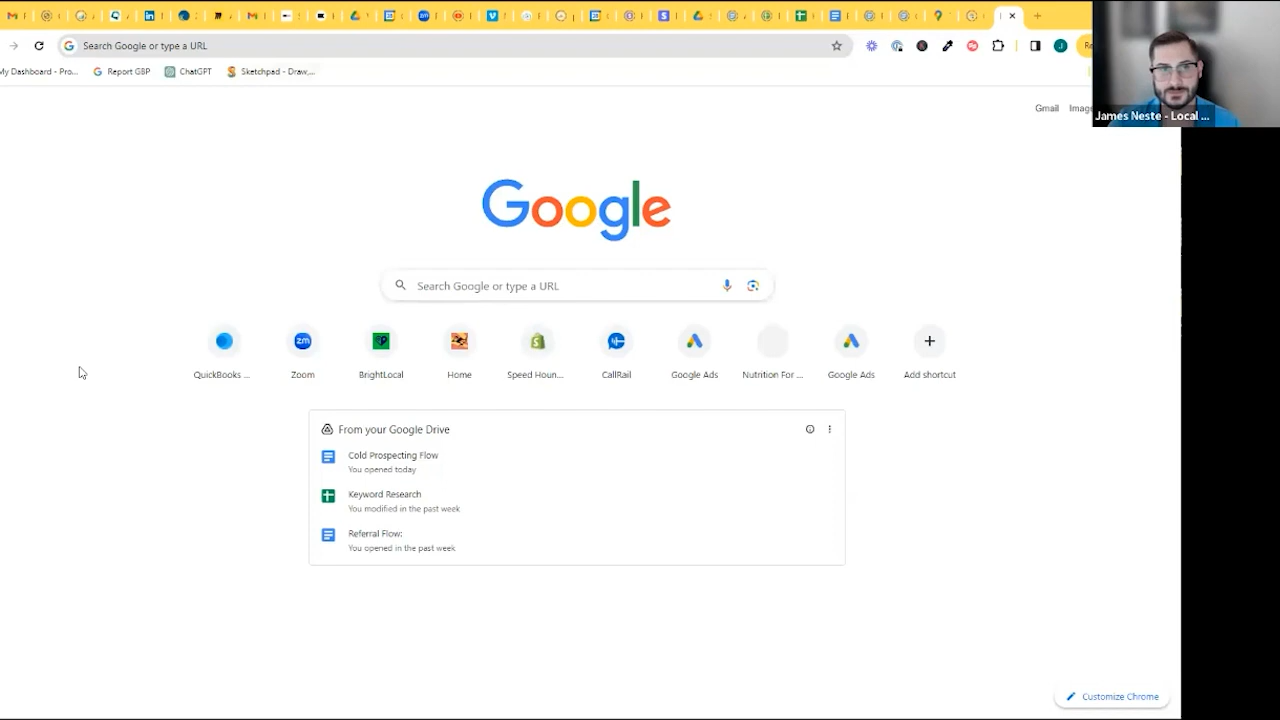 Search Google or type a URL
Re
My Dashboard - Pro...
Report GBP
ChatGPT
Sketchpad - Draw,...
Gmail
Imag
James Neste - Local ...
Google
Search Google or type a URL
QuickBooks ...
Zoom
BrightLocal
Home
Speed Houn...
CallRail
Google Ads
Nutrition For ...
Google Ads
Add shortcut
From your Google Drive
Cold Prospecting Flow
You opened today
Keyword Research
You modified in the past week
Referral Flow:
You opened in the past week
Customize Chrome